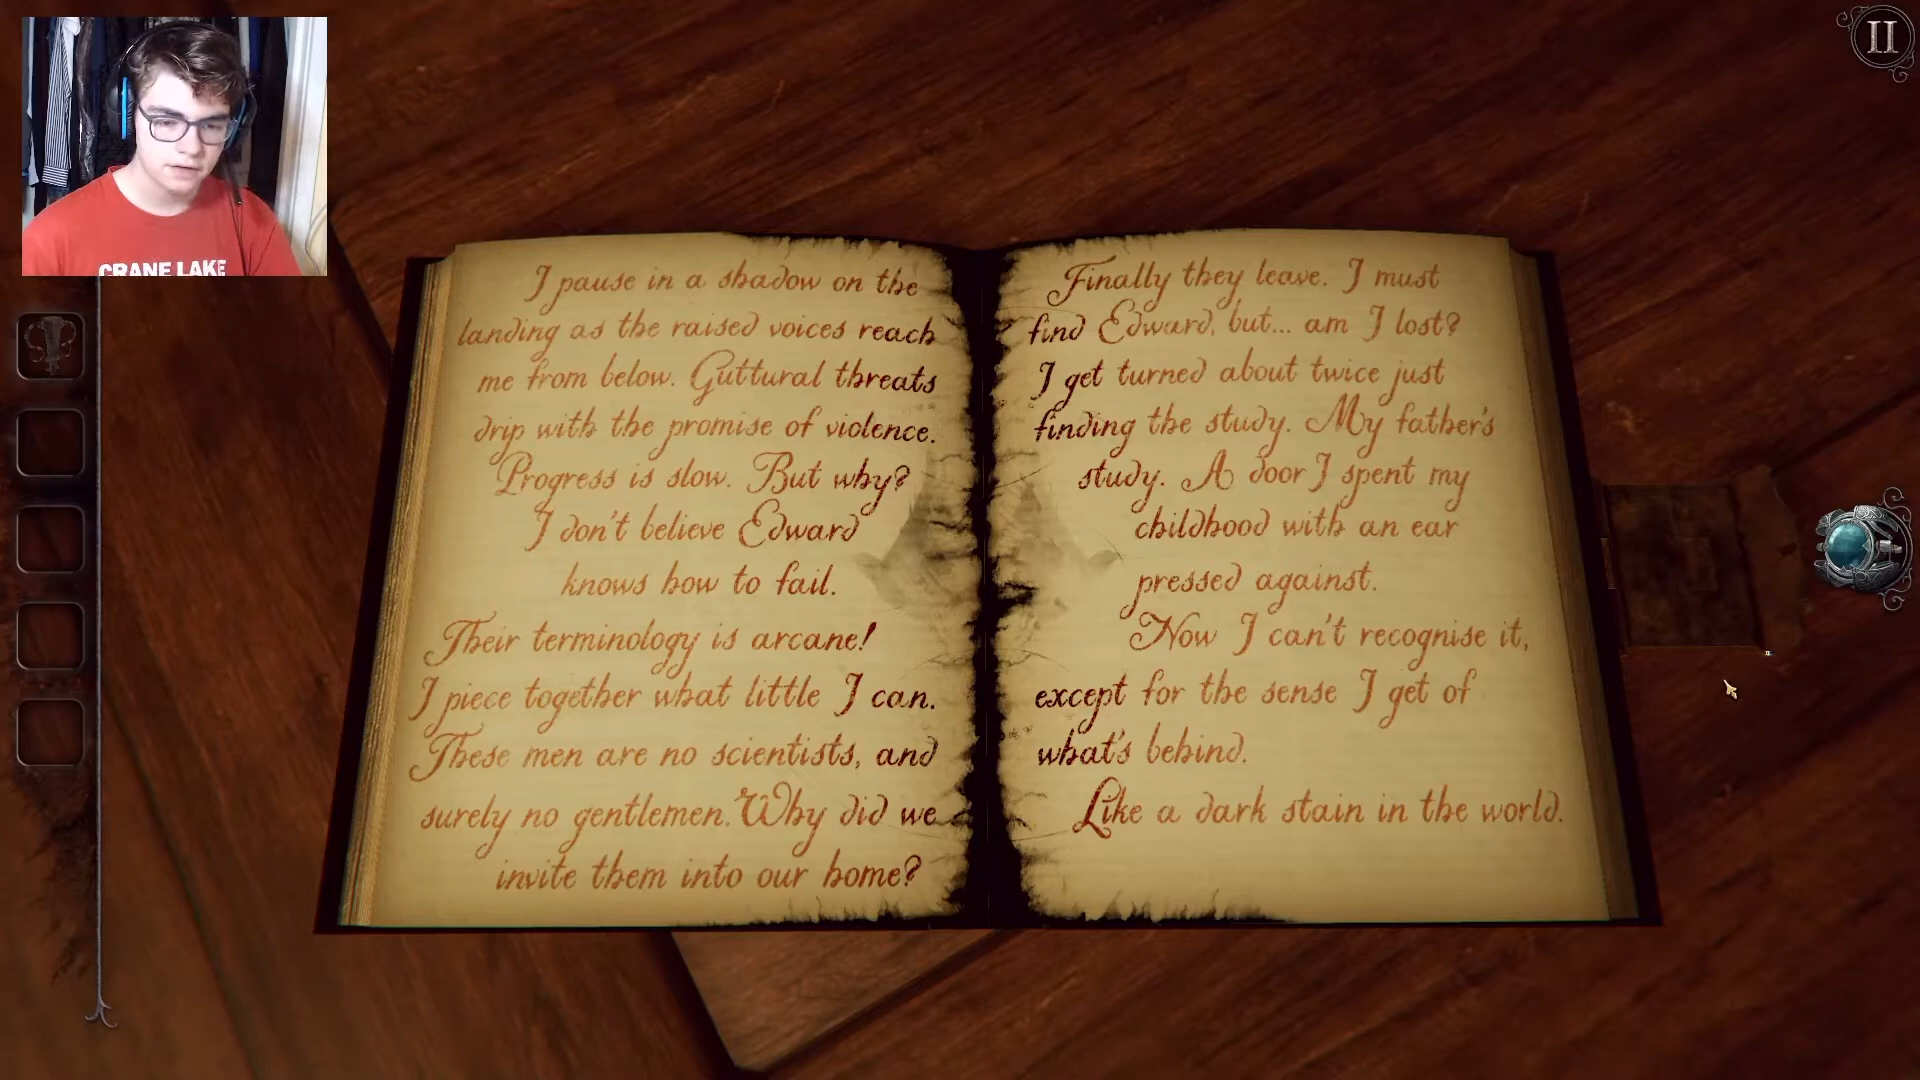 CRANE LAKE
II
I pause in a shadow on the
landing as the raised voices reach
me from below. Guttural threats
drip with the promise of violence.
Progress is slow. But why?
I don't believe Edward
knows how to fail.
Their terminology is arcane!
I piece together what little I can.
These men are no scientists, and
surely no gentlemen. Why did we
invite them into our home?
Finally they leave. I must
find Edward, but... am I lost?
I get turned about twice just
finding the study. My father's
study. A door I spent my
childhood with an ear
pressed against.
Now I can't recognise it,
except for the sense I get of
what's behind.
Like a dark stain in the world.